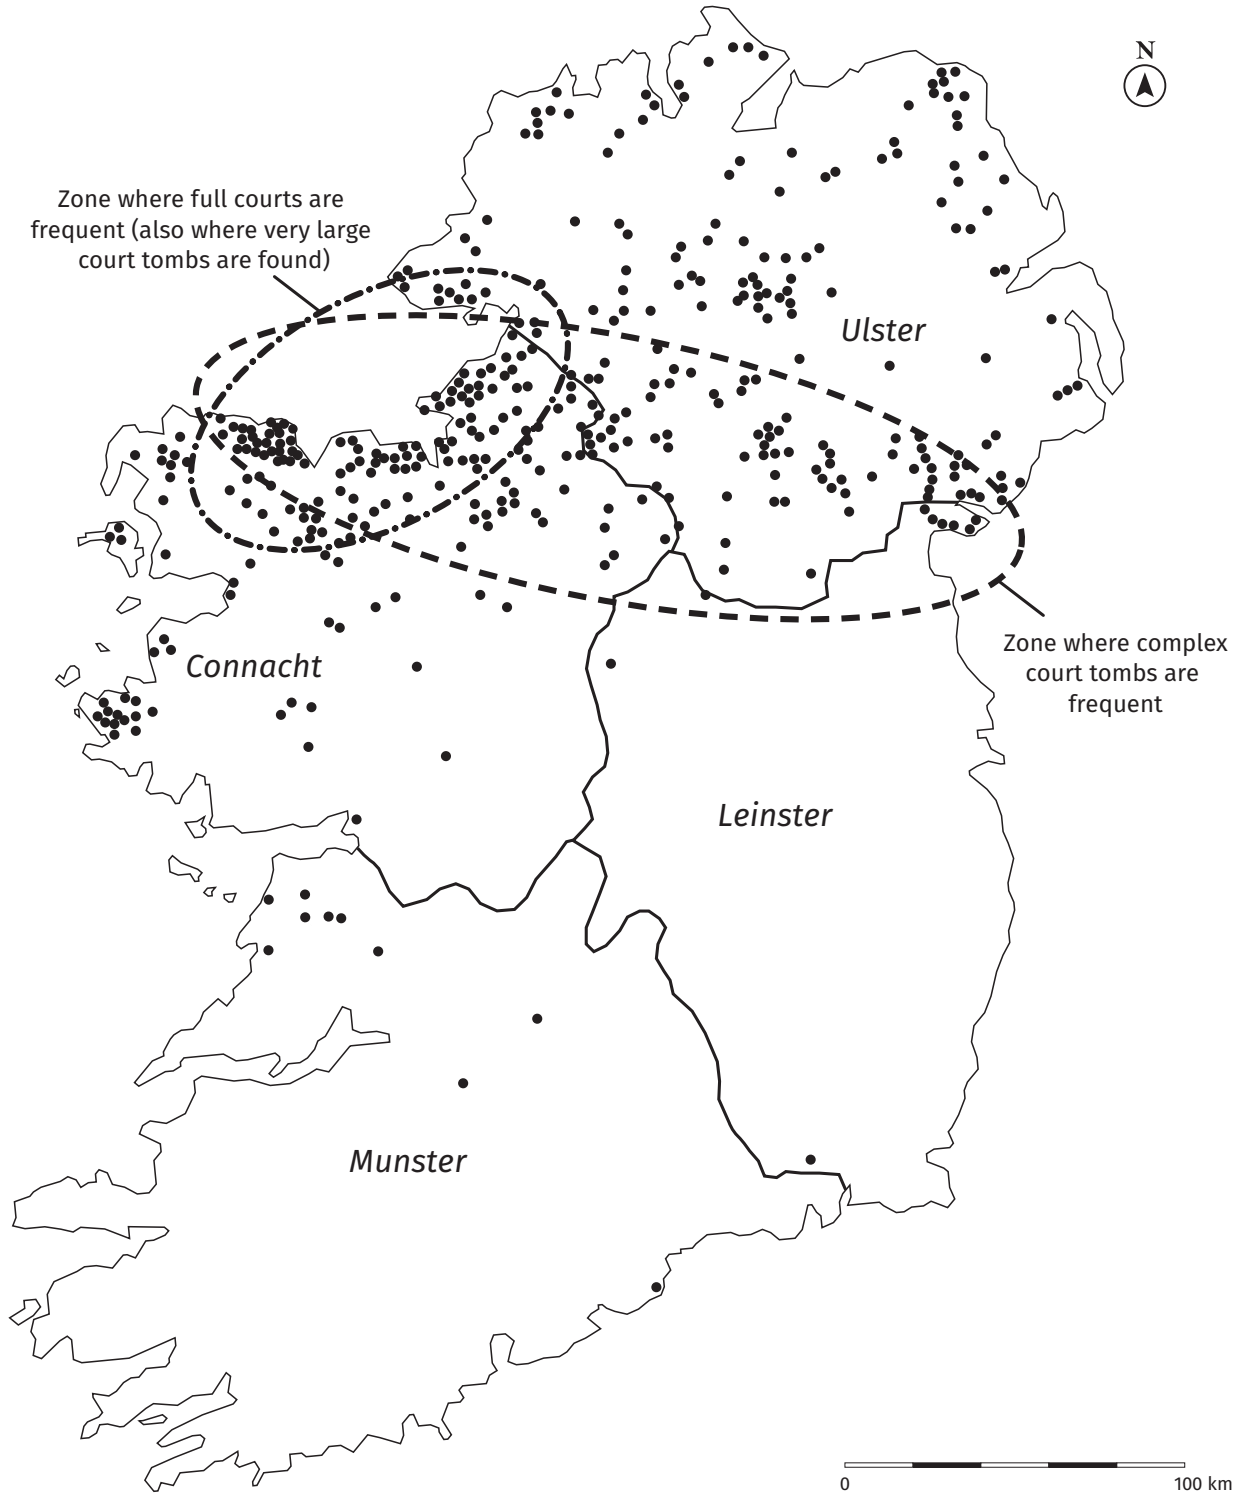 N
Zone where full courts are
frequent (also where very large
court tombs are found)
Ulster
Zone where complex
court tombs are
frequent
Connacht
Leinster
Munster
0
100 km